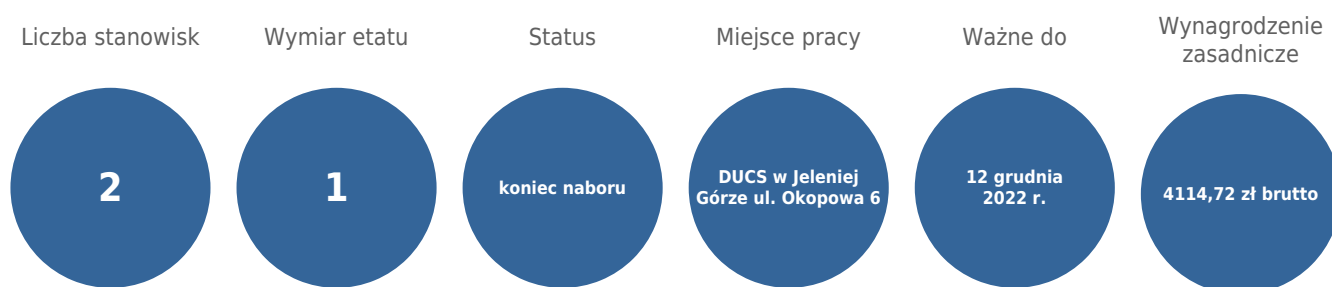 Liczba stanowisk
Wymiar etatu
Status
Miejsce pracy
Ważne do
Wynagrodzenie
zasadnicze
2
1
koniec naboru
DUCS w Jeleniej
Górze ul. Okopowa 6
12 grudnia
2022 r.
4114,72 zł brutto